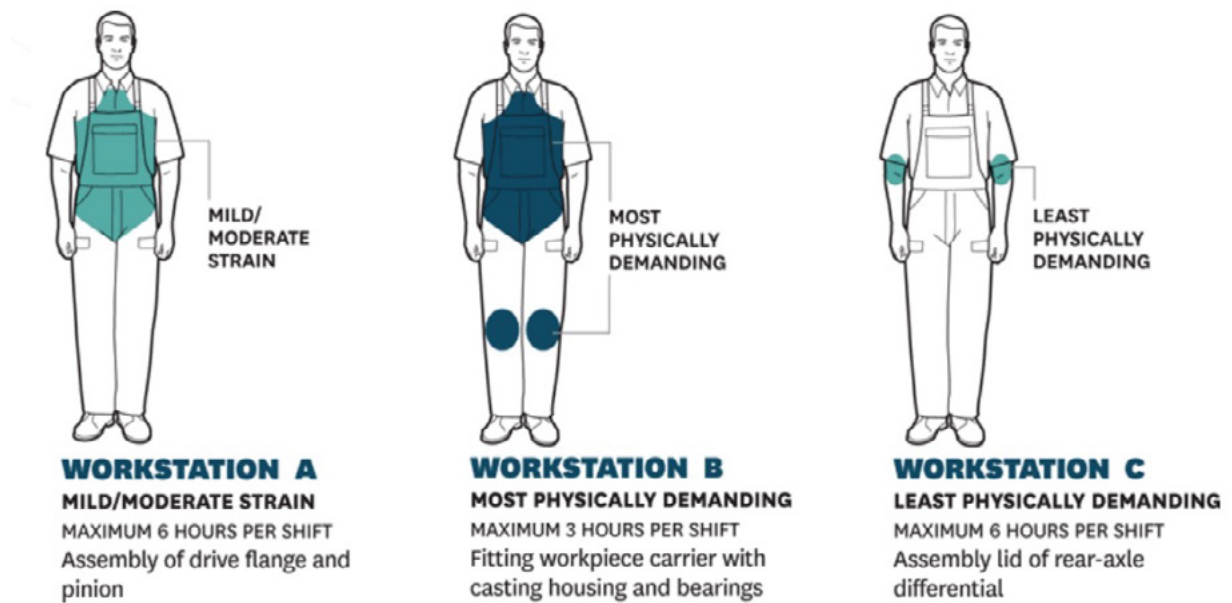 MILD/
MODERATE
STRAIN
WORKSTATION A
MILD/MODERATE STRAIN
MAXIMUM 6 HOURS PER SHIFT
Assembly of drive flange and
pinion
MOST
PHYSICALLY
DEMANDING
WORKSTATION B
MOST PHYSICALLY DEMANDING
MAXIMUM 3 HOURS PER SHIFT
Fitting workpiece carrier with
casting housing and bearings
LEAST
PHYSICALLY
DEMANDING
WORKSTATION C
LEAST PHYSICALLY DEMANDING
MAXIMUM 6 HOURS PER SHIFT
Assembly lid of rear-axle
differential